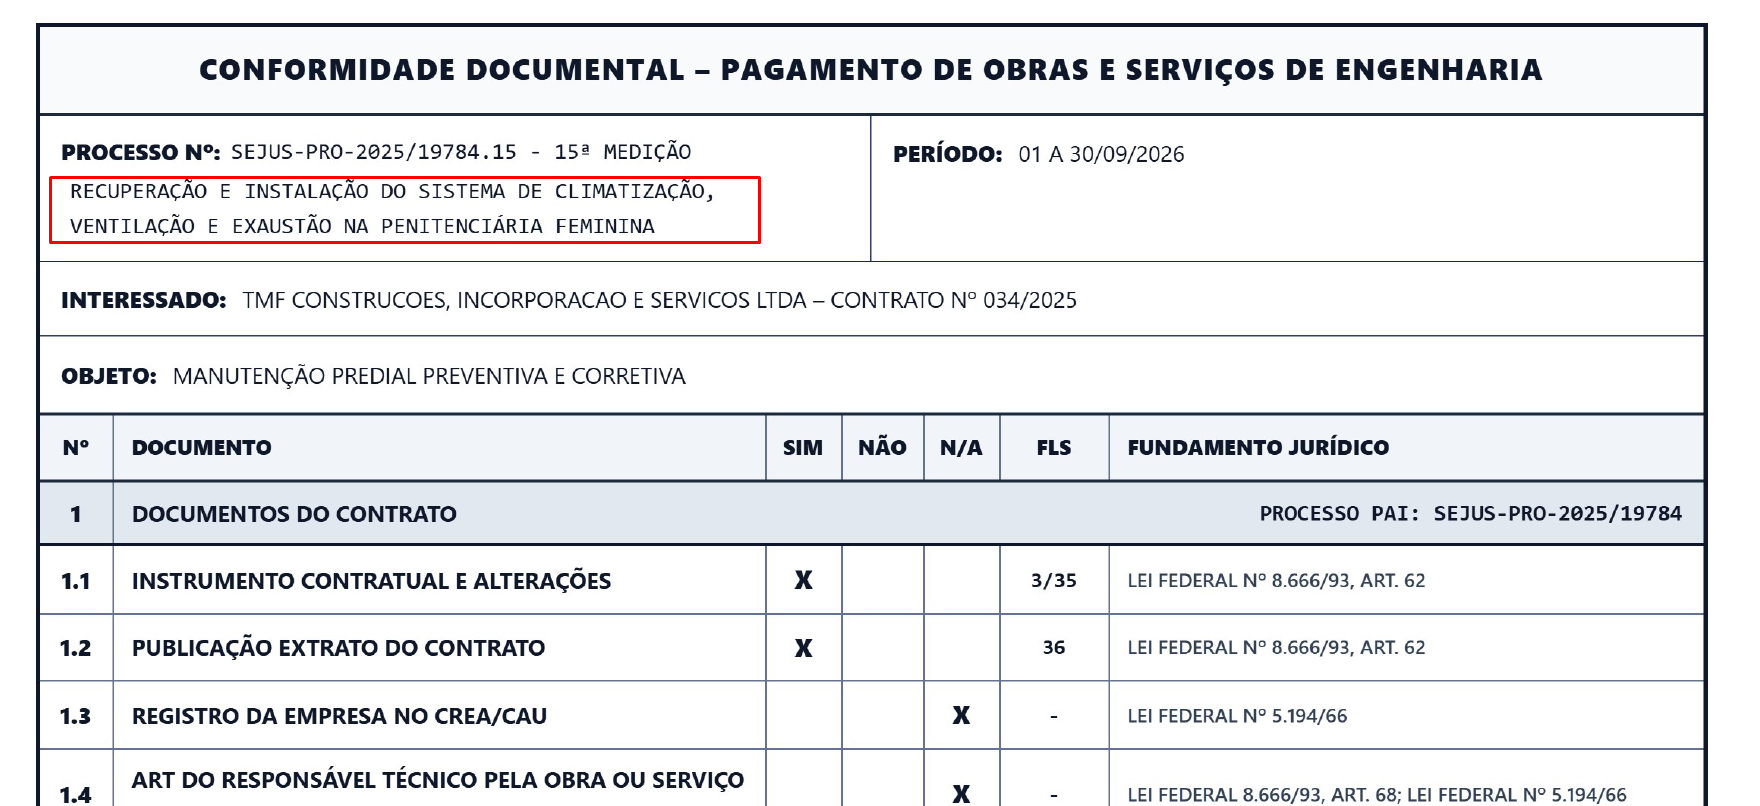 CONFORMIDADE DOCUMENTAL – PAGAMENTO DE OBRAS E SERVIÇOS DE ENGENHARIA
PROCESSO Nº: SEJUS-PRO-2025/19784.15 - 15ª MEDIÇÃO
RECUPERAÇÃO E INSTALAÇÃO DO SISTEMA DE CLIMATIZAÇÃO,
VENTILAÇÃO E EXAUSTÃO NA PENITENCIÁRIA FEMININA
PERÍODO: 01 A 30/09/2026
INTERESSADO: TMF CONSTRUCOES, INCORPORACAO E SERVICOS LTDA – CONTRATO Nº 034/2025
OBJETO: MANUTENÇÃO PREDIAL PREVENTIVA E CORRETIVA
Nº DOCUMENTO SIM NÃO N/A FLS FUNDAMENTO JURÍDICO
1 DOCUMENTOS DO CONTRATO PROCESSO PAI: SEJUS-PRO-2025/19784
1.1 INSTRUMENTO CONTRATUAL E ALTERAÇÕES X 3/35 LEI FEDERAL Nº 8.666/93, ART. 62
1.2 PUBLICAÇÃO EXTRATO DO CONTRATO X 36 LEI FEDERAL Nº 8.666/93, ART. 62
1.3 REGISTRO DA EMPRESA NO CREA/CAU X - LEI FEDERAL Nº 5.194/66
1.4 ART DO RESPONSÁVEL TÉCNICO PELA OBRA OU SERVIÇO X - LEI FEDERAL 8.666/93, ART. 68; LEI FEDERAL Nº 5.194/66